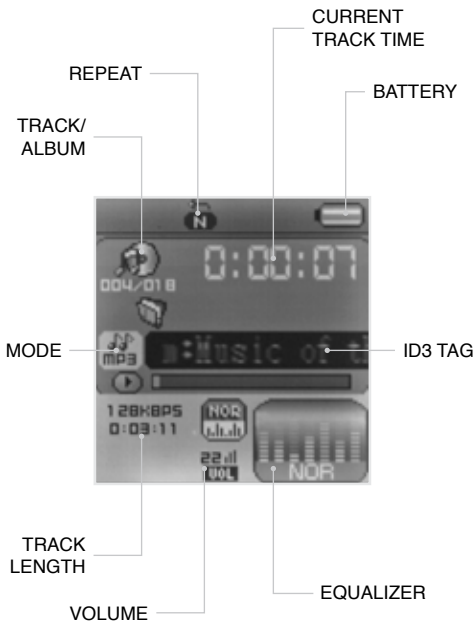 CURRENT
TRACK TIME
REPEAT
BATTERY
TRACK/
ALBUM
N
0:00:07
004/018
MODE
MP3
m:Music of th
ID3 TAG
128KBPS
0:03:11
NOR
22
VOL
NOR
TRACK
LENGTH
EQUALIZER
VOLUME